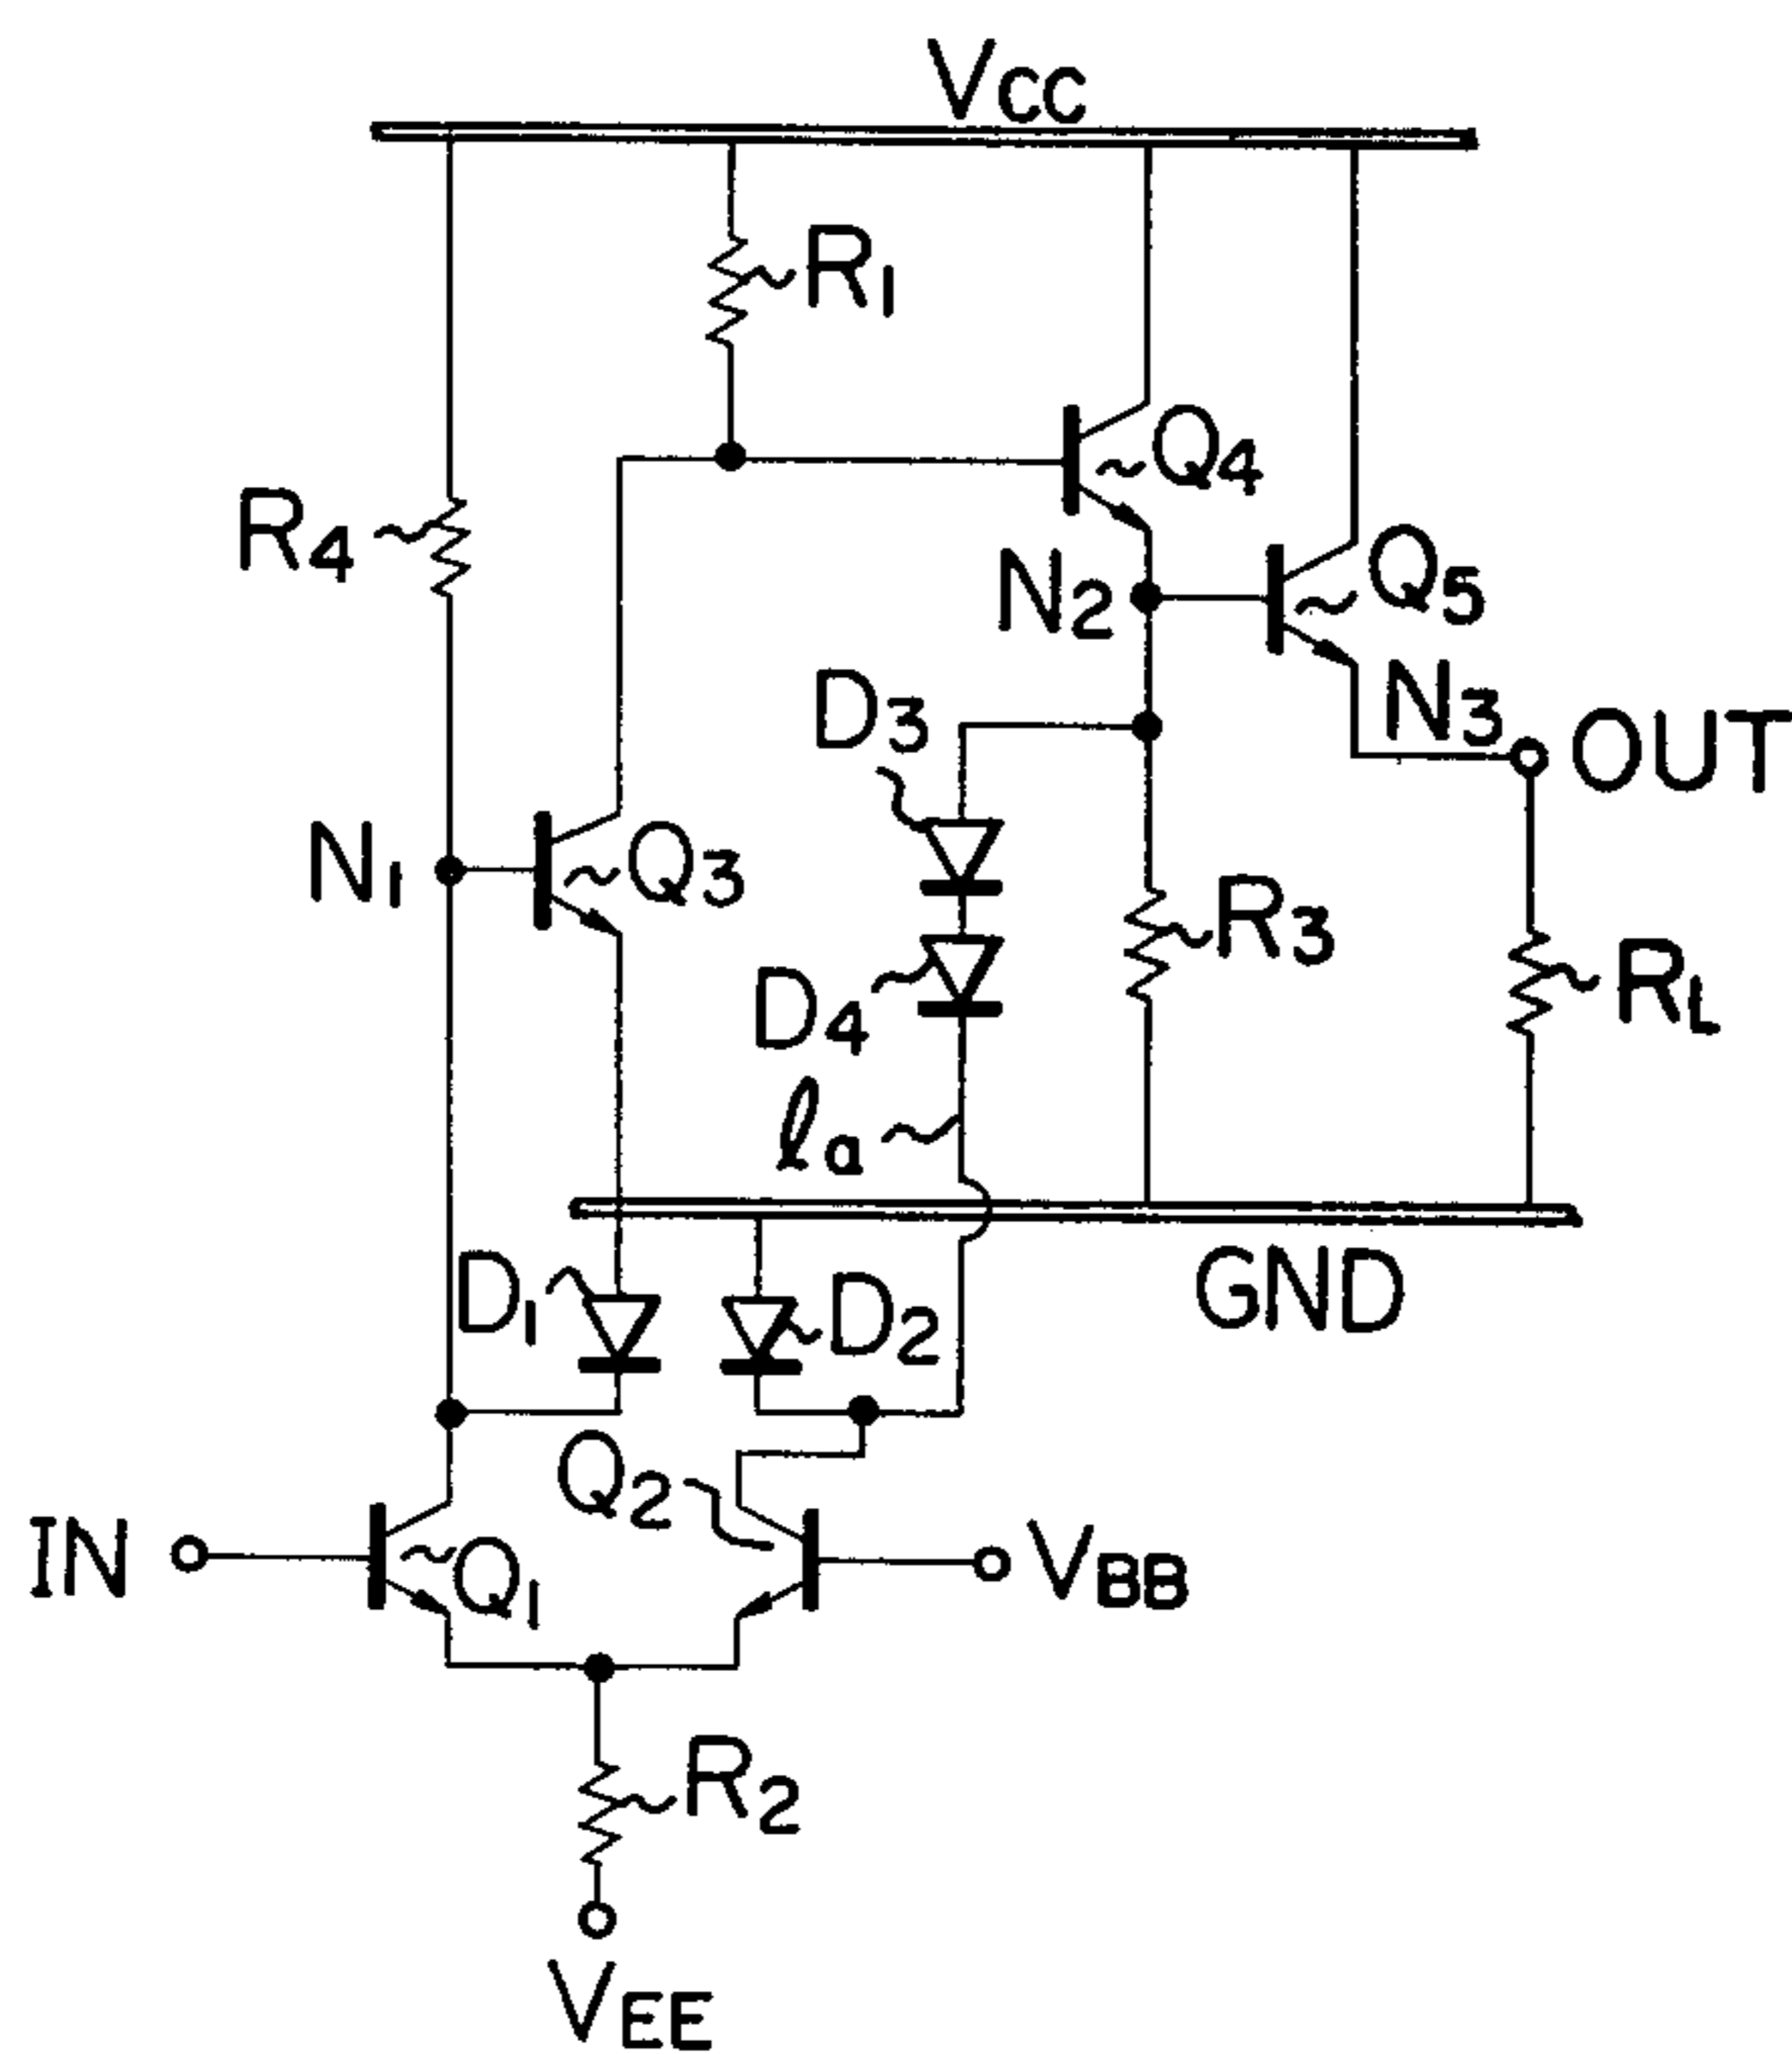 VCC
R1
Q4
R4
Q5
N2
D3
N3
OUT
N1
Q3
R3
D4
RL
la
D1
D2
GND
Q2
IN
Q1
VBB
R2
VEE